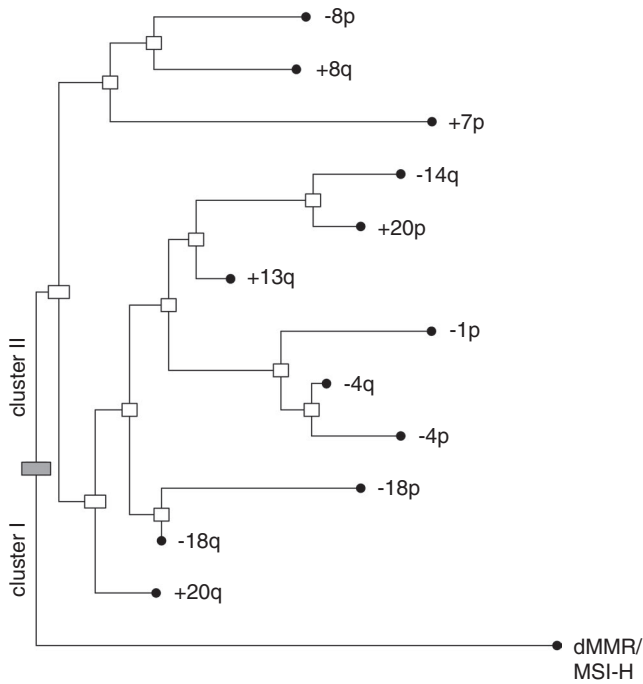 -8p
+8q
+7p
-14q
+20p
+13q
-1p
-4q
-4p
-18p
-18q
+20q
dMMR/
MSI-H
cluster II
cluster I